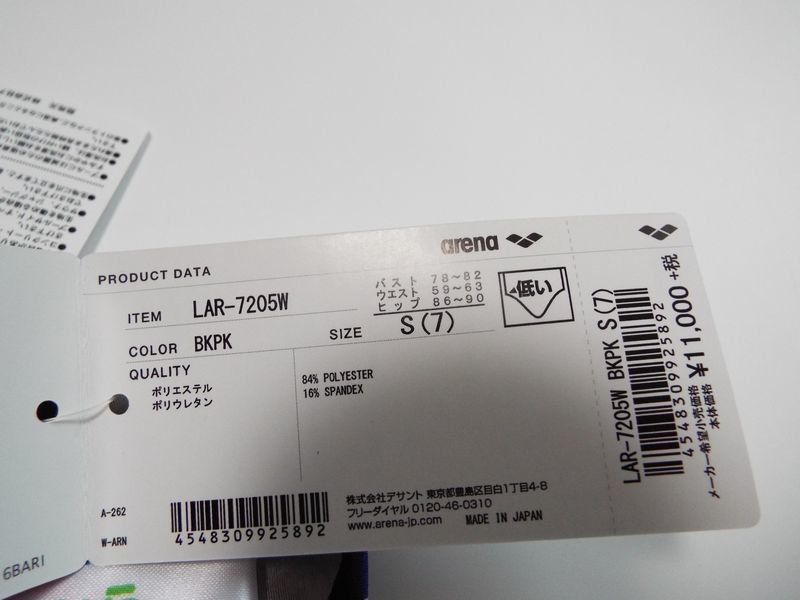 arena
PRODUCT DATA
ITEM LAR-7205W
バスト 78~82
ウエスト 59~63
ヒップ 86~90
低い
COLOR BKPK
SIZE S(7)
QUALITY
ポリエステル
ポリウレタン
84% POLYESTER
16% SPANDEX
A-262
W-ARN
4548309925892
株式会社デサント 東京都豊島区目白1丁目4-8
フリーダイヤル 0120-46-0310
www.arena-jp.com MADE IN JAPAN
LAR-7205W BKPK S(7)
4548309925892
メーカー希望小売価格
本体価格
¥11,000+税
6BARI